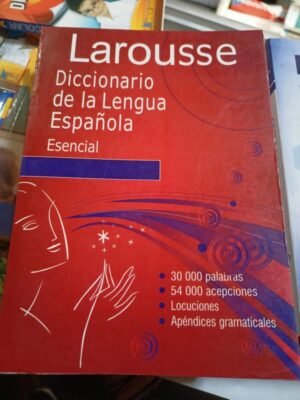 Larousse
Diccionario
de la Lengua
Española
Esencial
• 30 000 palabras
• 54 000 acepciones
• Locuciones
• Apéndices gramaticales